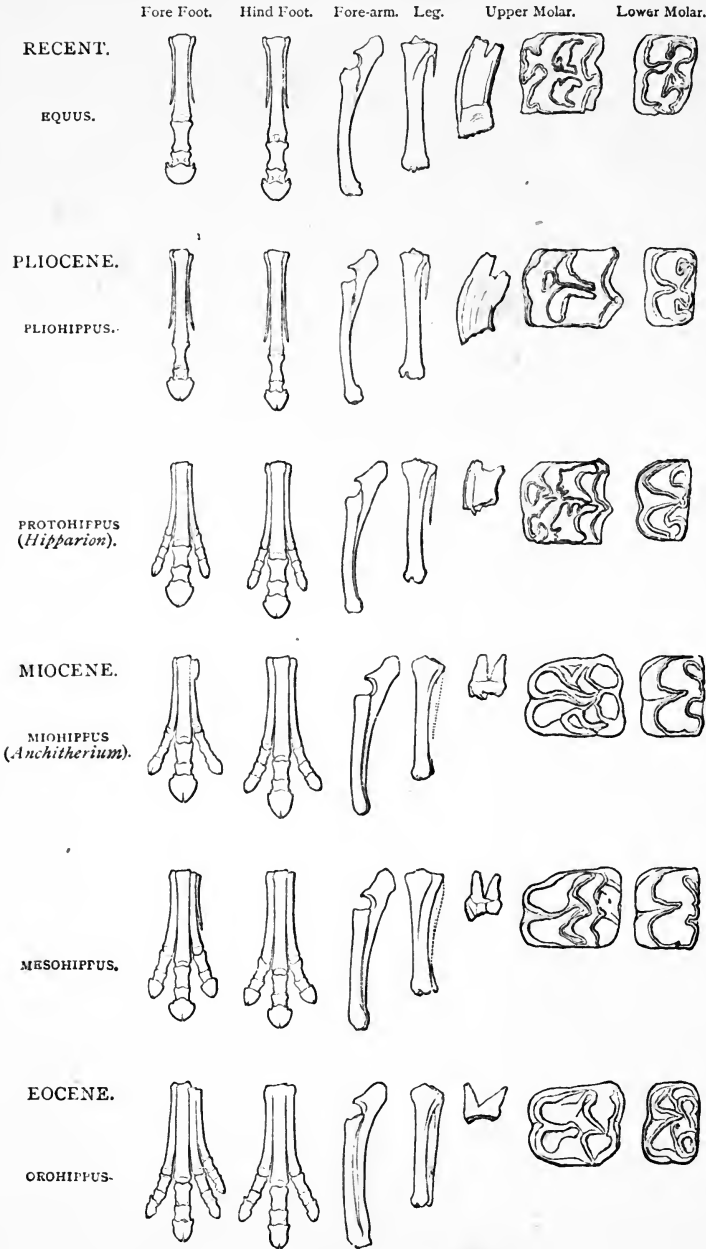 Fore Foot. Hind Foot. Fore-arm. Leg. Upper Molar. Lower Molar.
RECENT.
EQUUS.
1
PLIOCENE.
PLIOHIPPUS.
PROTOHIPPUS
(Hipparion).
MIOCENE.
MIOHIPPUS
(Anchitherium).
MESOHIPPUS.
EOCENE.
OROHIPPUS.